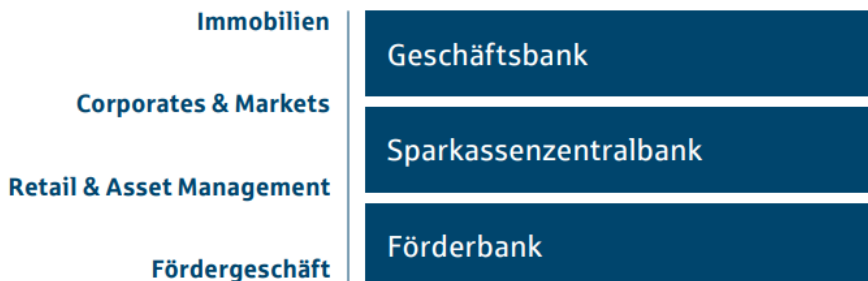 Immobilien
Corporates & Markets
Retail & Asset Management
Fördergeschäft
Geschäftsbank
Sparkassenzentralbank
Förderbank